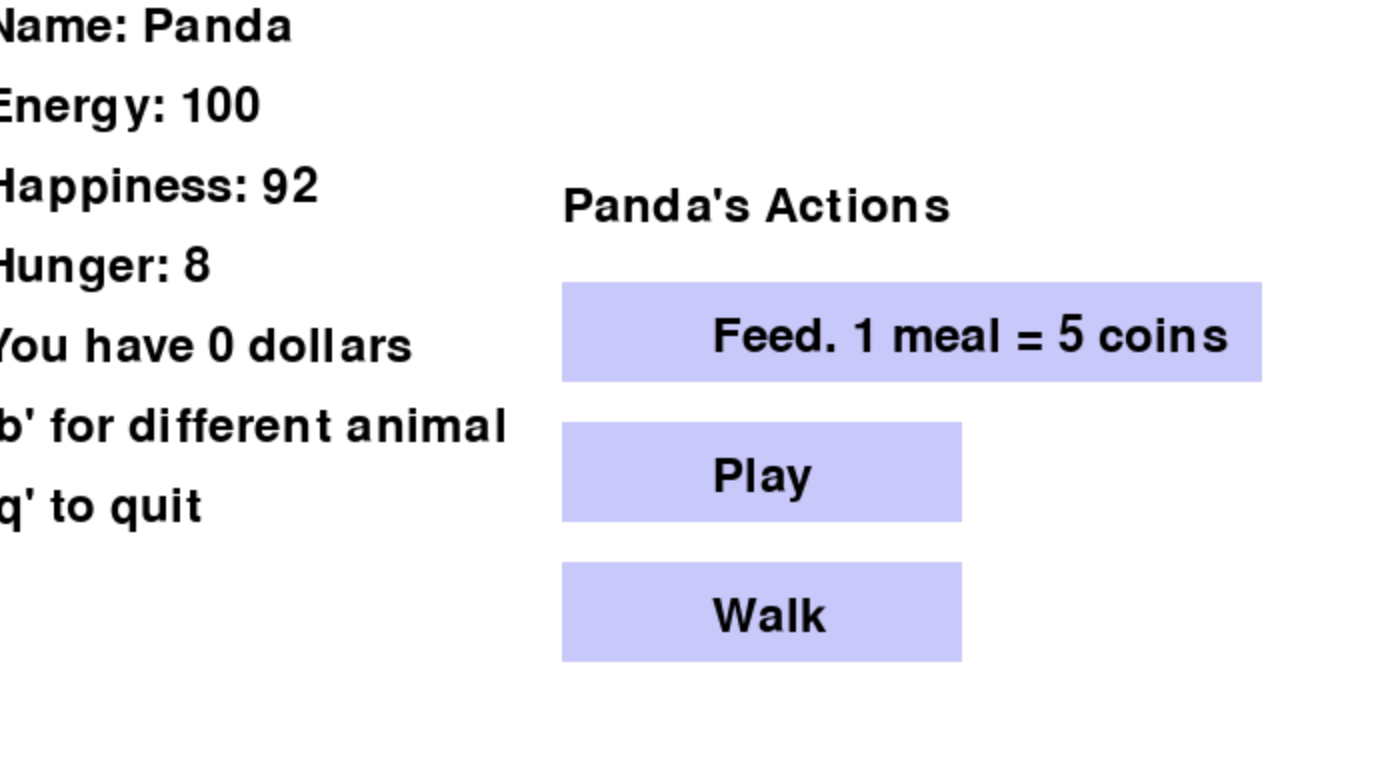 Name: Panda
Energy: 100
Happiness: 92
Hunger: 8
You have 0 dollars
b' for different animal
q' to quit
Panda's Actions
Feed. 1 meal = 5 coins
Play
Walk